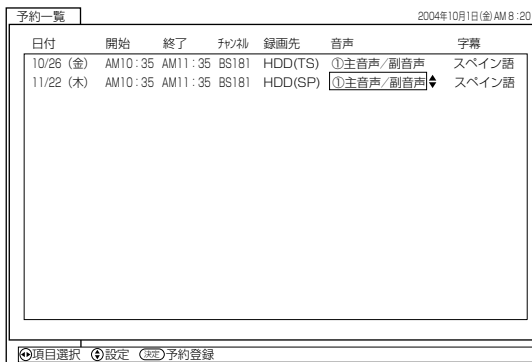 予約一覧 2004年10月1日(金)AM 8:20
日付 開始 終了 チャンネル 録画先 音声 字幕
10/26 (金) AM10:35 AM11:35 BS181 HDD(TS) ①主音声/副音声 スペイン語
11/22 (木) AM10:35 AM11:35 BS181 HDD(SP) ①主音声/副音声 スペイン語
項目選択 設定 決定 予約登録